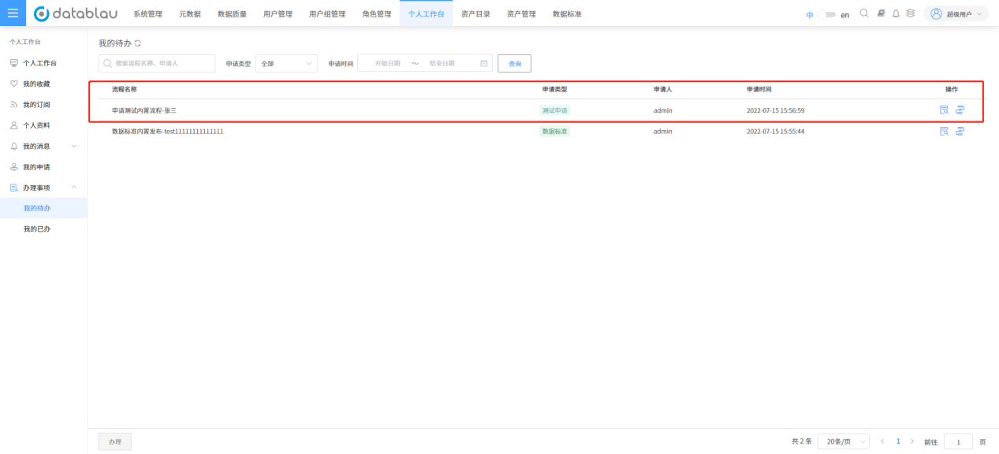 datablau 系统管理 元数据 数据质量 用户管理 用户组管理 角色管理 个人工作台 资产目录 资产管理 数据标准 中 en 超级用户
个人工作台
个人工作台
我的收藏
我的订阅
个人资料
我的消息
我的申请
办理事项
我的待办
我的已办
我的待办
搜索流程名称、申请人 申请类型 全部 申请时间 开始日期 ～ 结束日期 查询
流程名称 申请类型 申请人 申请时间 操作
申请测试内置流程-张三 测试申请 admin 2022-07-15 15:56:59
数据标准内置发布-test11111111111111 数据标准 admin 2022-07-15 15:55:44
办理 共 2 条 20条/页 1 前往 1 页